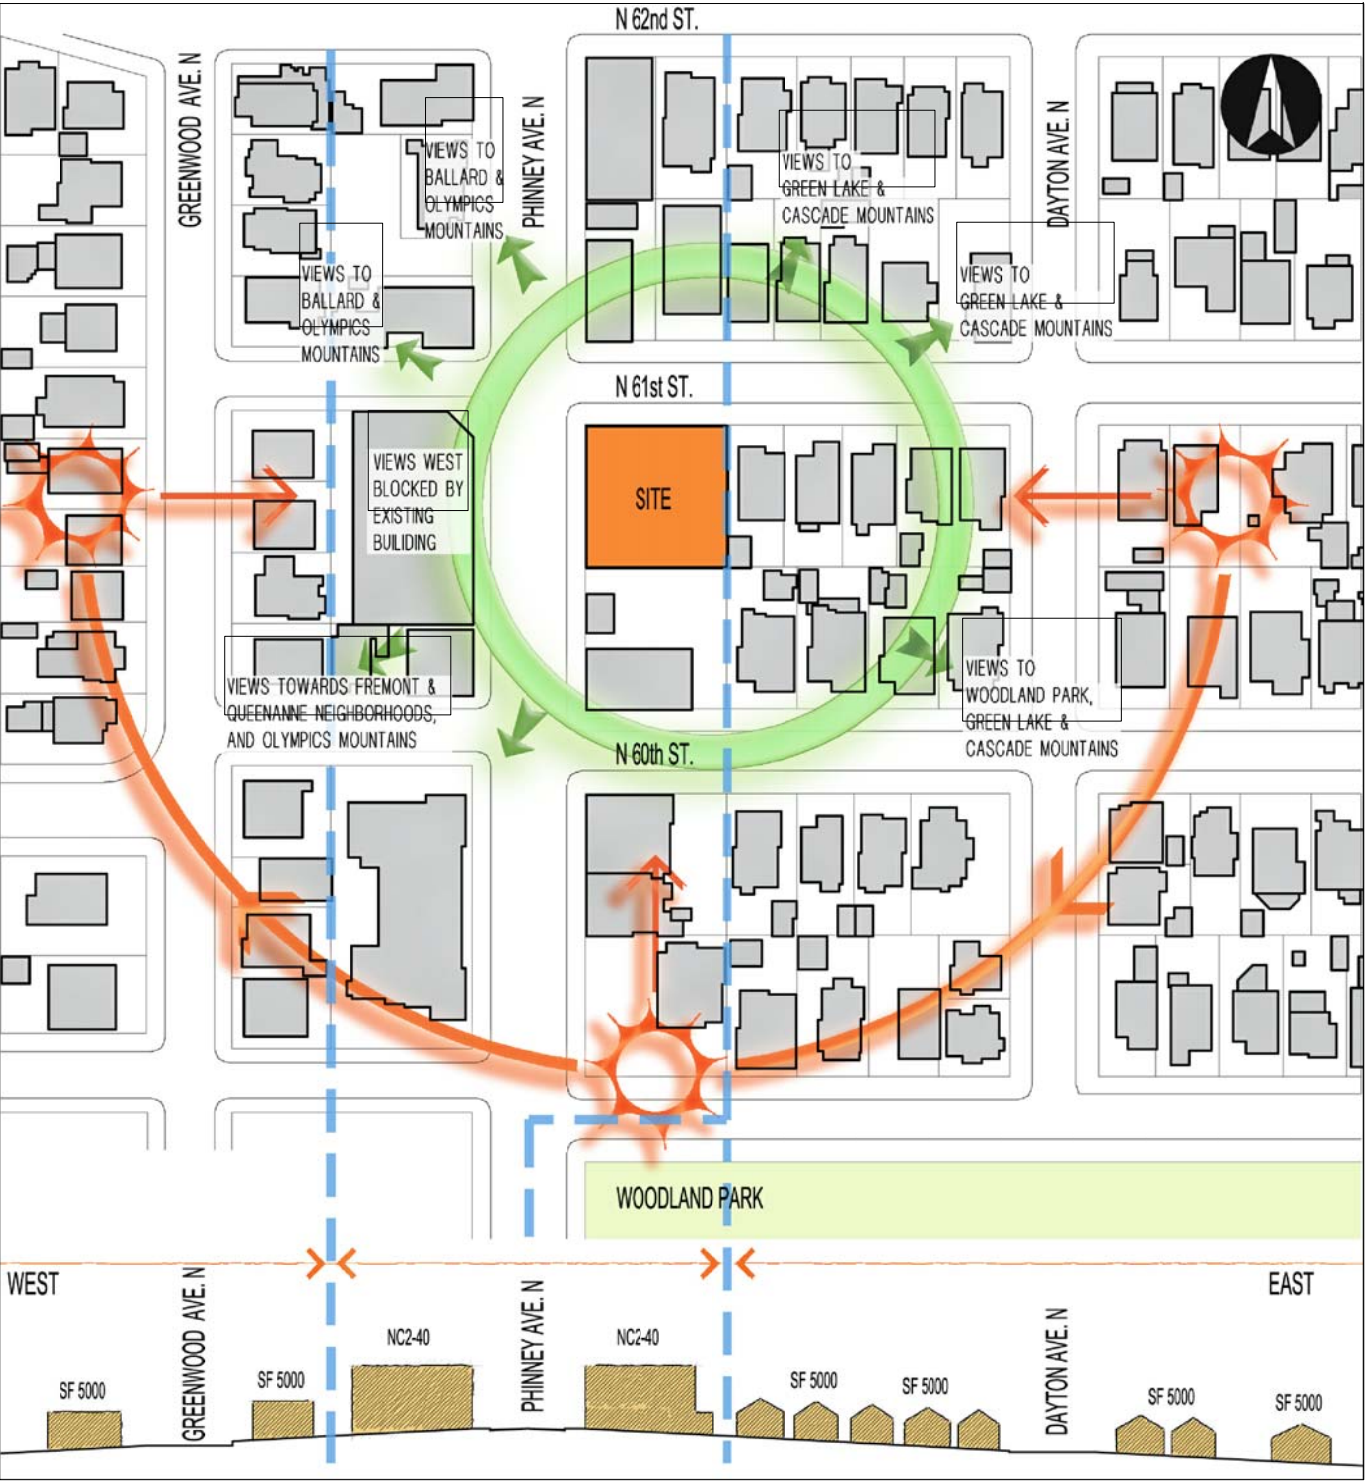 N 62nd ST.
GREENWOOD AVE. N
PHINNEY AVE. N
DAYTON AVE. N
VIEWS TO
BALLARD &
OLYMPICS
MOUNTAINS
VIEWS TO
GREEN LAKE &
CASCADE MOUNTAINS
VIEWS TO
BALLARD &
OLYMPICS
MOUNTAINS
VIEWS TO
GREEN LAKE &
CASCADE MOUNTAINS
N 61st ST.
VIEWS WEST
BLOCKED BY
EXISTING
BUILIDING
SITE
VIEWS TOWARDS FREMONT &
QUEENANNE NEIGHBORHOODS,
AND OLYMPICS MOUNTAINS
VIEWS TO
WOODLAND PARK,
GREEN LAKE &
CASCADE MOUNTAINS
N 60th ST.
WOODLAND PARK
WEST
EAST
GREENWOOD AVE. N
PHINNEY AVE. N
DAYTON AVE. N
SF 5000
SF 5000
NC2-40
NC2-40
SF 5000
SF 5000
SF 5000
SF 5000